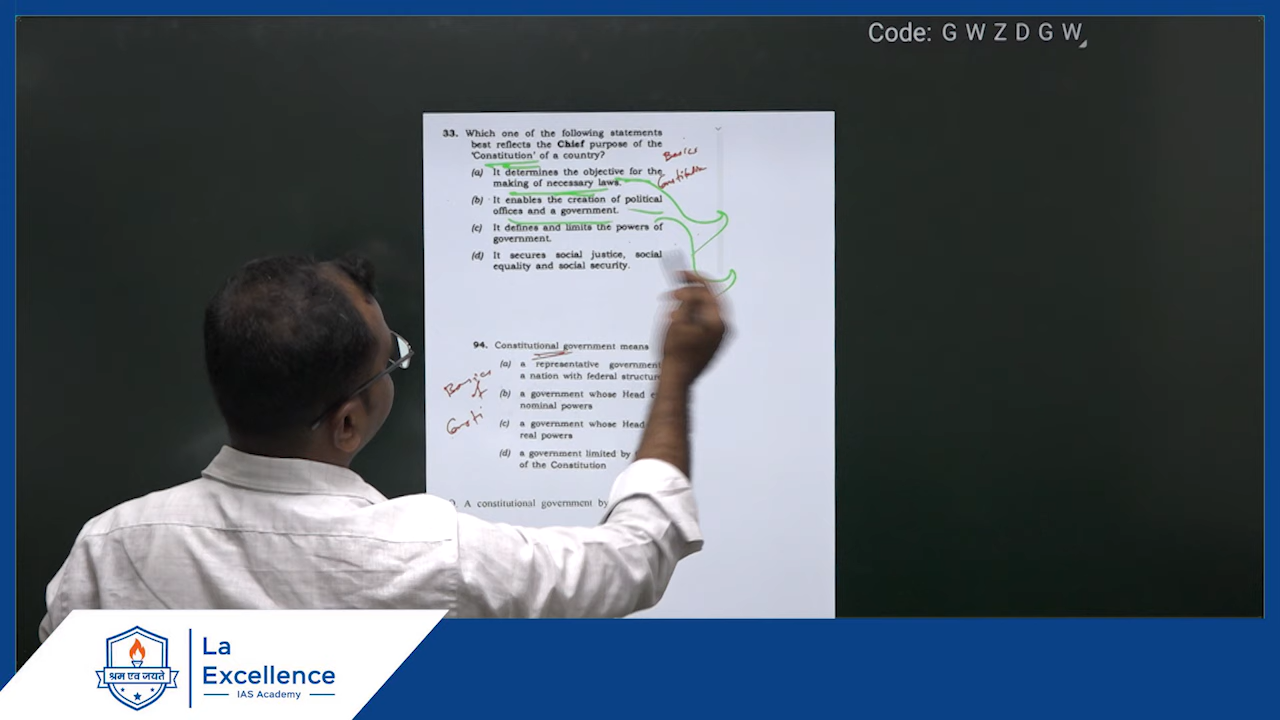 Code: G W Z D G W
33. Which one of the following statements
best reflects the Chief purpose of the
'Constitution' of a country?
Basics
(a) It determines the objective for the
making of necessary laws.
Constitution
(b) It enables the creation of political
offices and a government.
(c) It defines and limits the powers of
government.
(d) It secures social justice, social
equality and social security.
94. Constitutional government means
(a) a representative government
a nation with federal structure
Basics
of
Consti
(b) a government whose Head
nominal powers
(c) a government whose Head
real powers
(d) a government limited by
of the Constitution
A constitutional government by
श्रम एव जयते
La
Excellence
IAS Academy